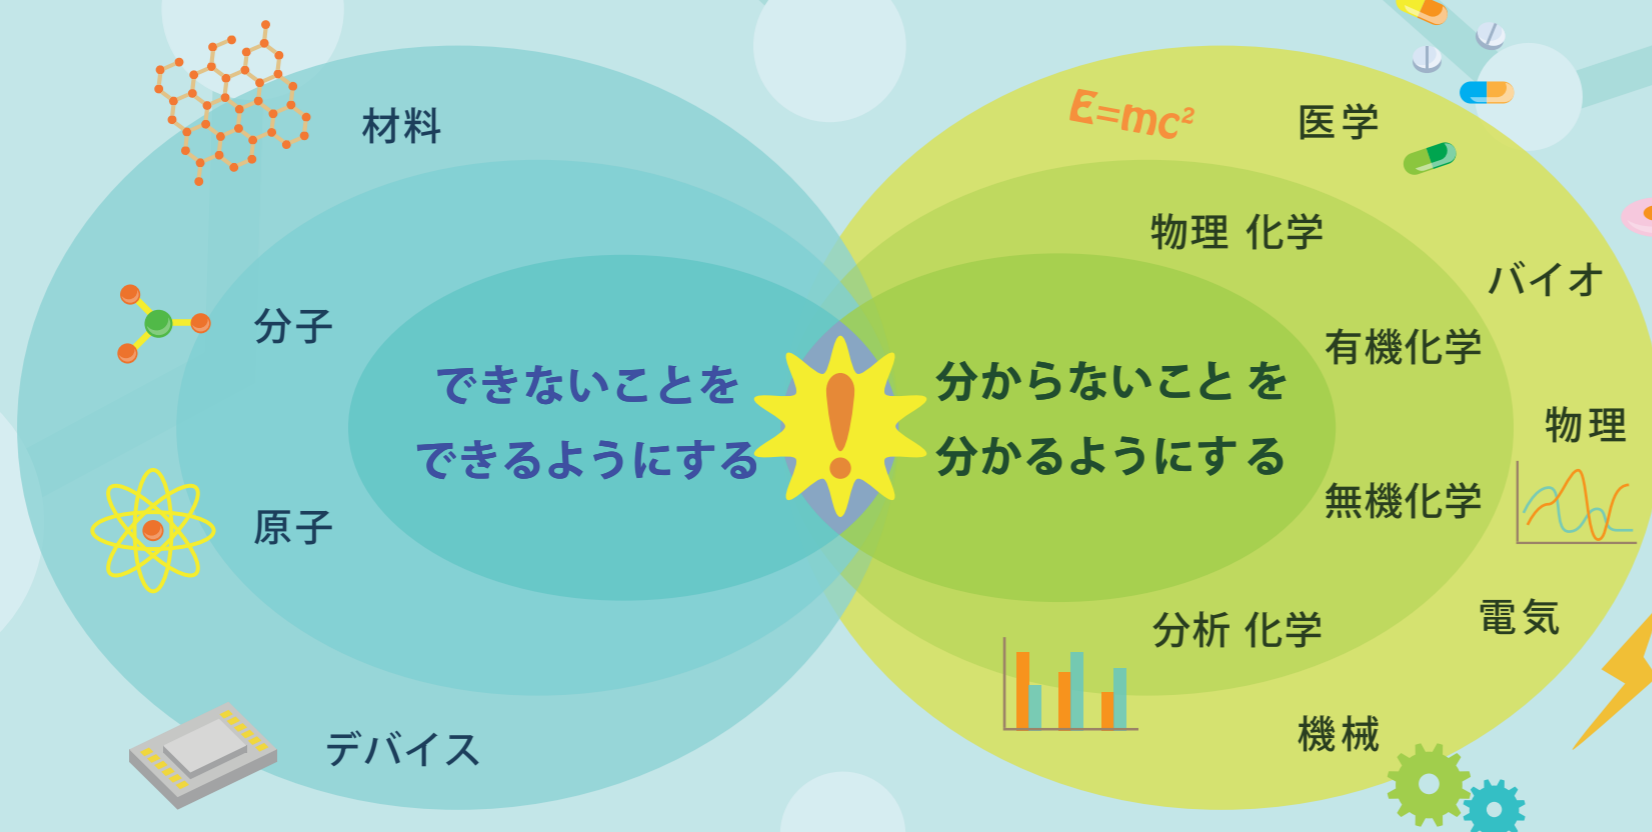 材料
分子
原子
デバイス
できないことを
できるようにする
E=mc²
医学
物理 化学
バイオ
有機化学
分からないことを
分かるようにする
物理
無機化学
分析 化学
電気
機械
!